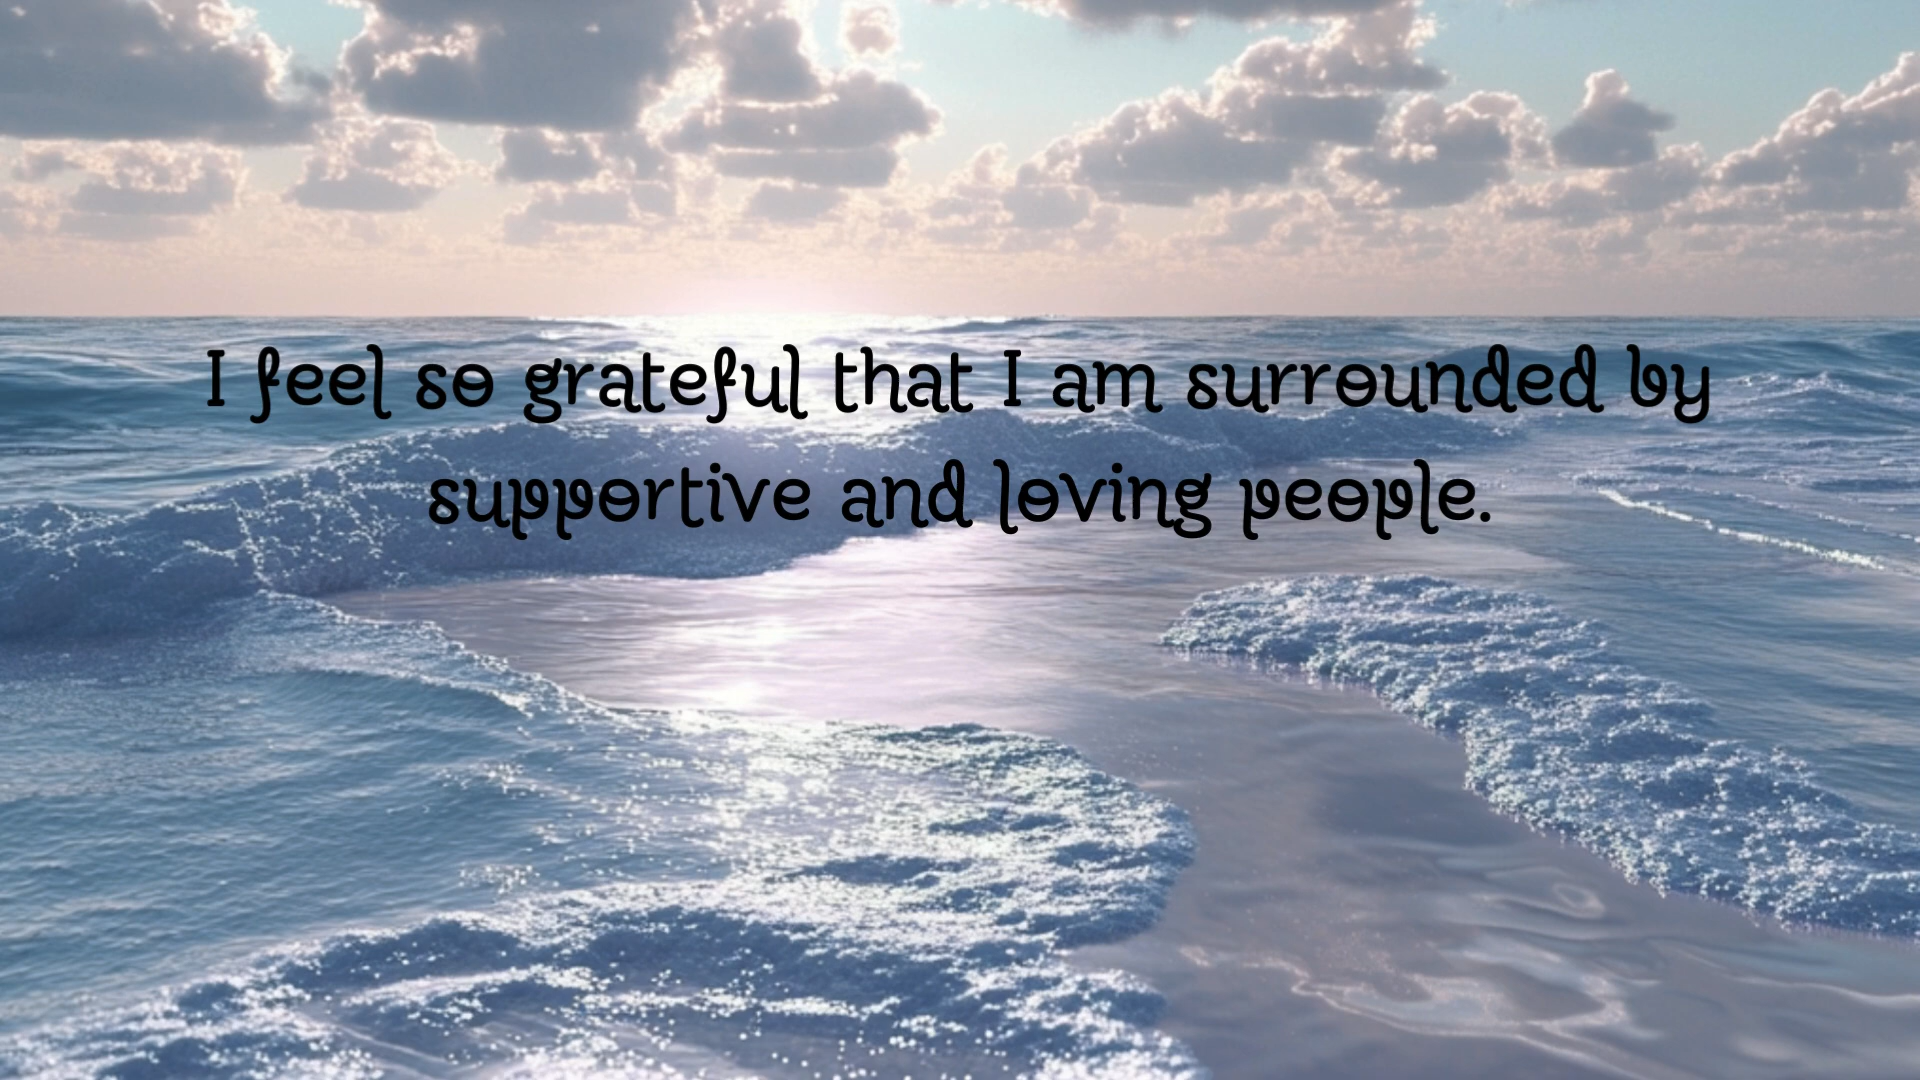 I feel so grateful that I am surrounded by
supportive and loving people.